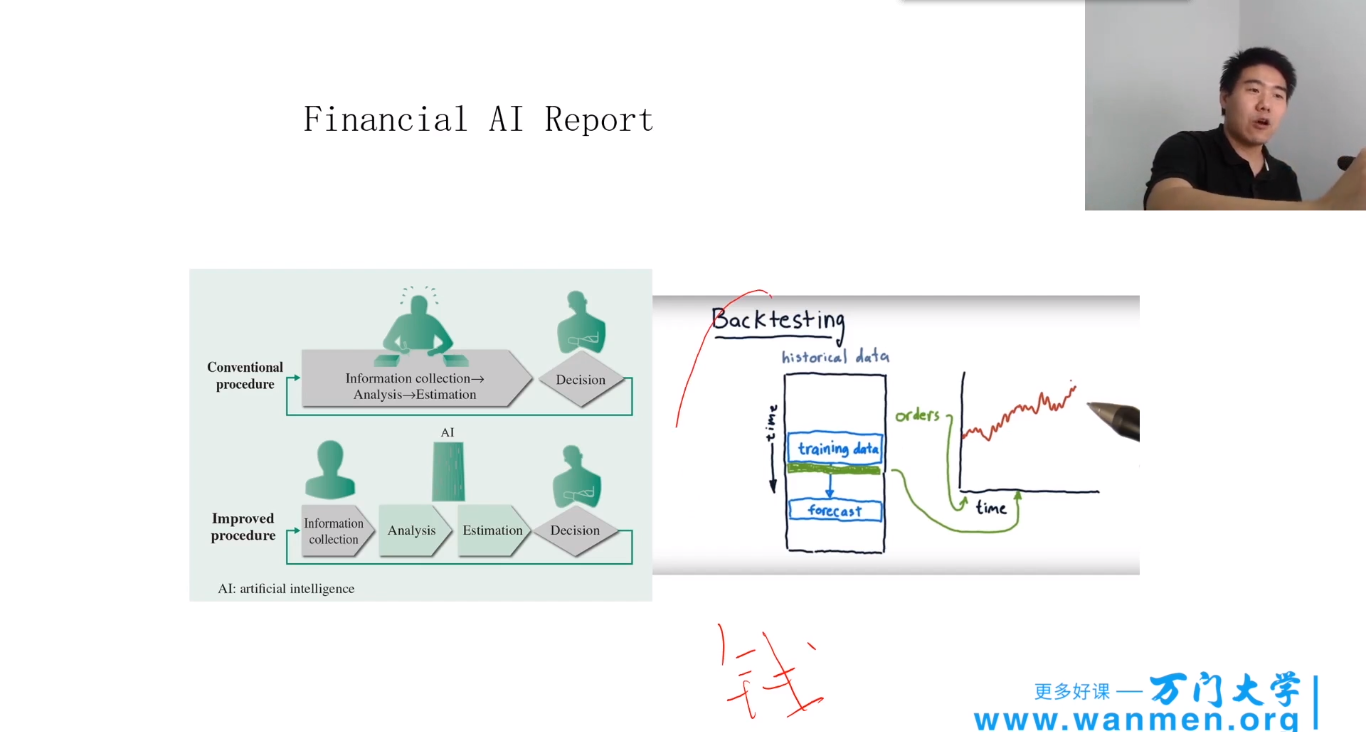 Financial AI Report
Conventional
procedure
Information collection→
Analysis→Estimation
Decision
AI
Improved
procedure
Information
collection
Analysis
Estimation
Decision
AI: artificial intelligence
Backtesting
historical data
time
training data
forecast
orders
time
钱
更多好课 — 万门大学
www.wanmen.org